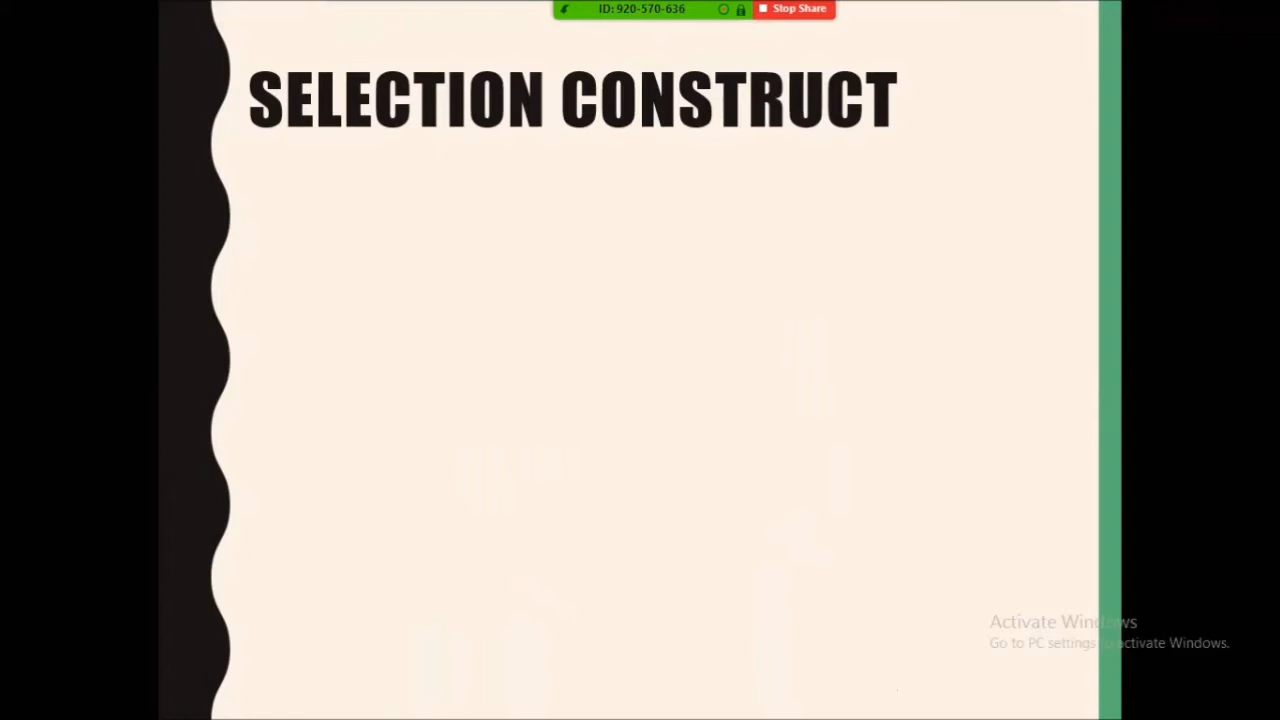 ID: 920-570-636 Stop Share
SELECTION CONSTRUCT
Activate Windows
Go to PC settings to activate Windows.